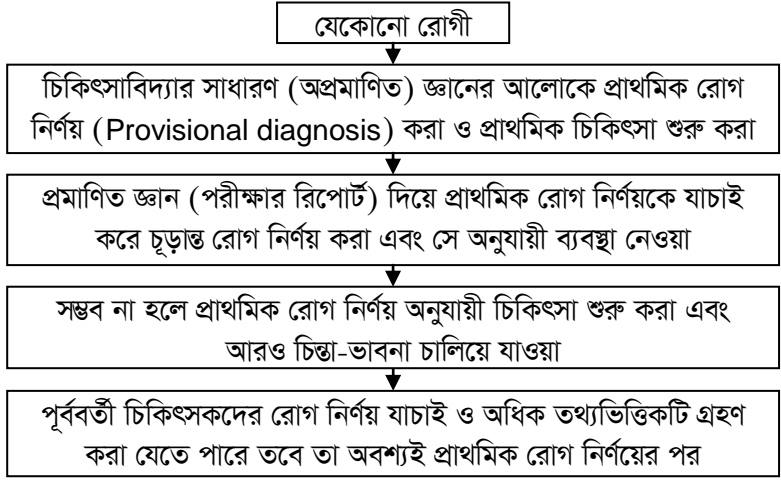 যেকোনো রোগী
চিকিৎসাবিদ্যার সাধারণ (অপ্রমাণিত) জ্ঞানের আলোকে প্রাথমিক রোগ
নির্ণয় (Provisional diagnosis) করা ও প্রাথমিক চিকিৎসা শুরু করা
প্রমাণিত জ্ঞান (পরীক্ষার রিপোর্ট) দিয়ে প্রাথমিক রোগ নির্ণয়কে যাচাই
করে চূড়ান্ত রোগ নির্ণয় করা এবং সে অনুযায়ী ব্যবস্থা নেওয়া
সম্ভব না হলে প্রাথমিক রোগ নির্ণয় অনুযায়ী চিকিৎসা শুরু করা এবং
আরও চিন্তা-ভাবনা চালিয়ে যাওয়া
পূর্ববর্তী চিকিৎসকদের রোগ নির্ণয় যাচাই ও অধিক তথ্যভিত্তিকটি গ্রহণ
করা যেতে পারে তবে তা অবশ্যই প্রাথমিক রোগ নির্ণয়ের পর